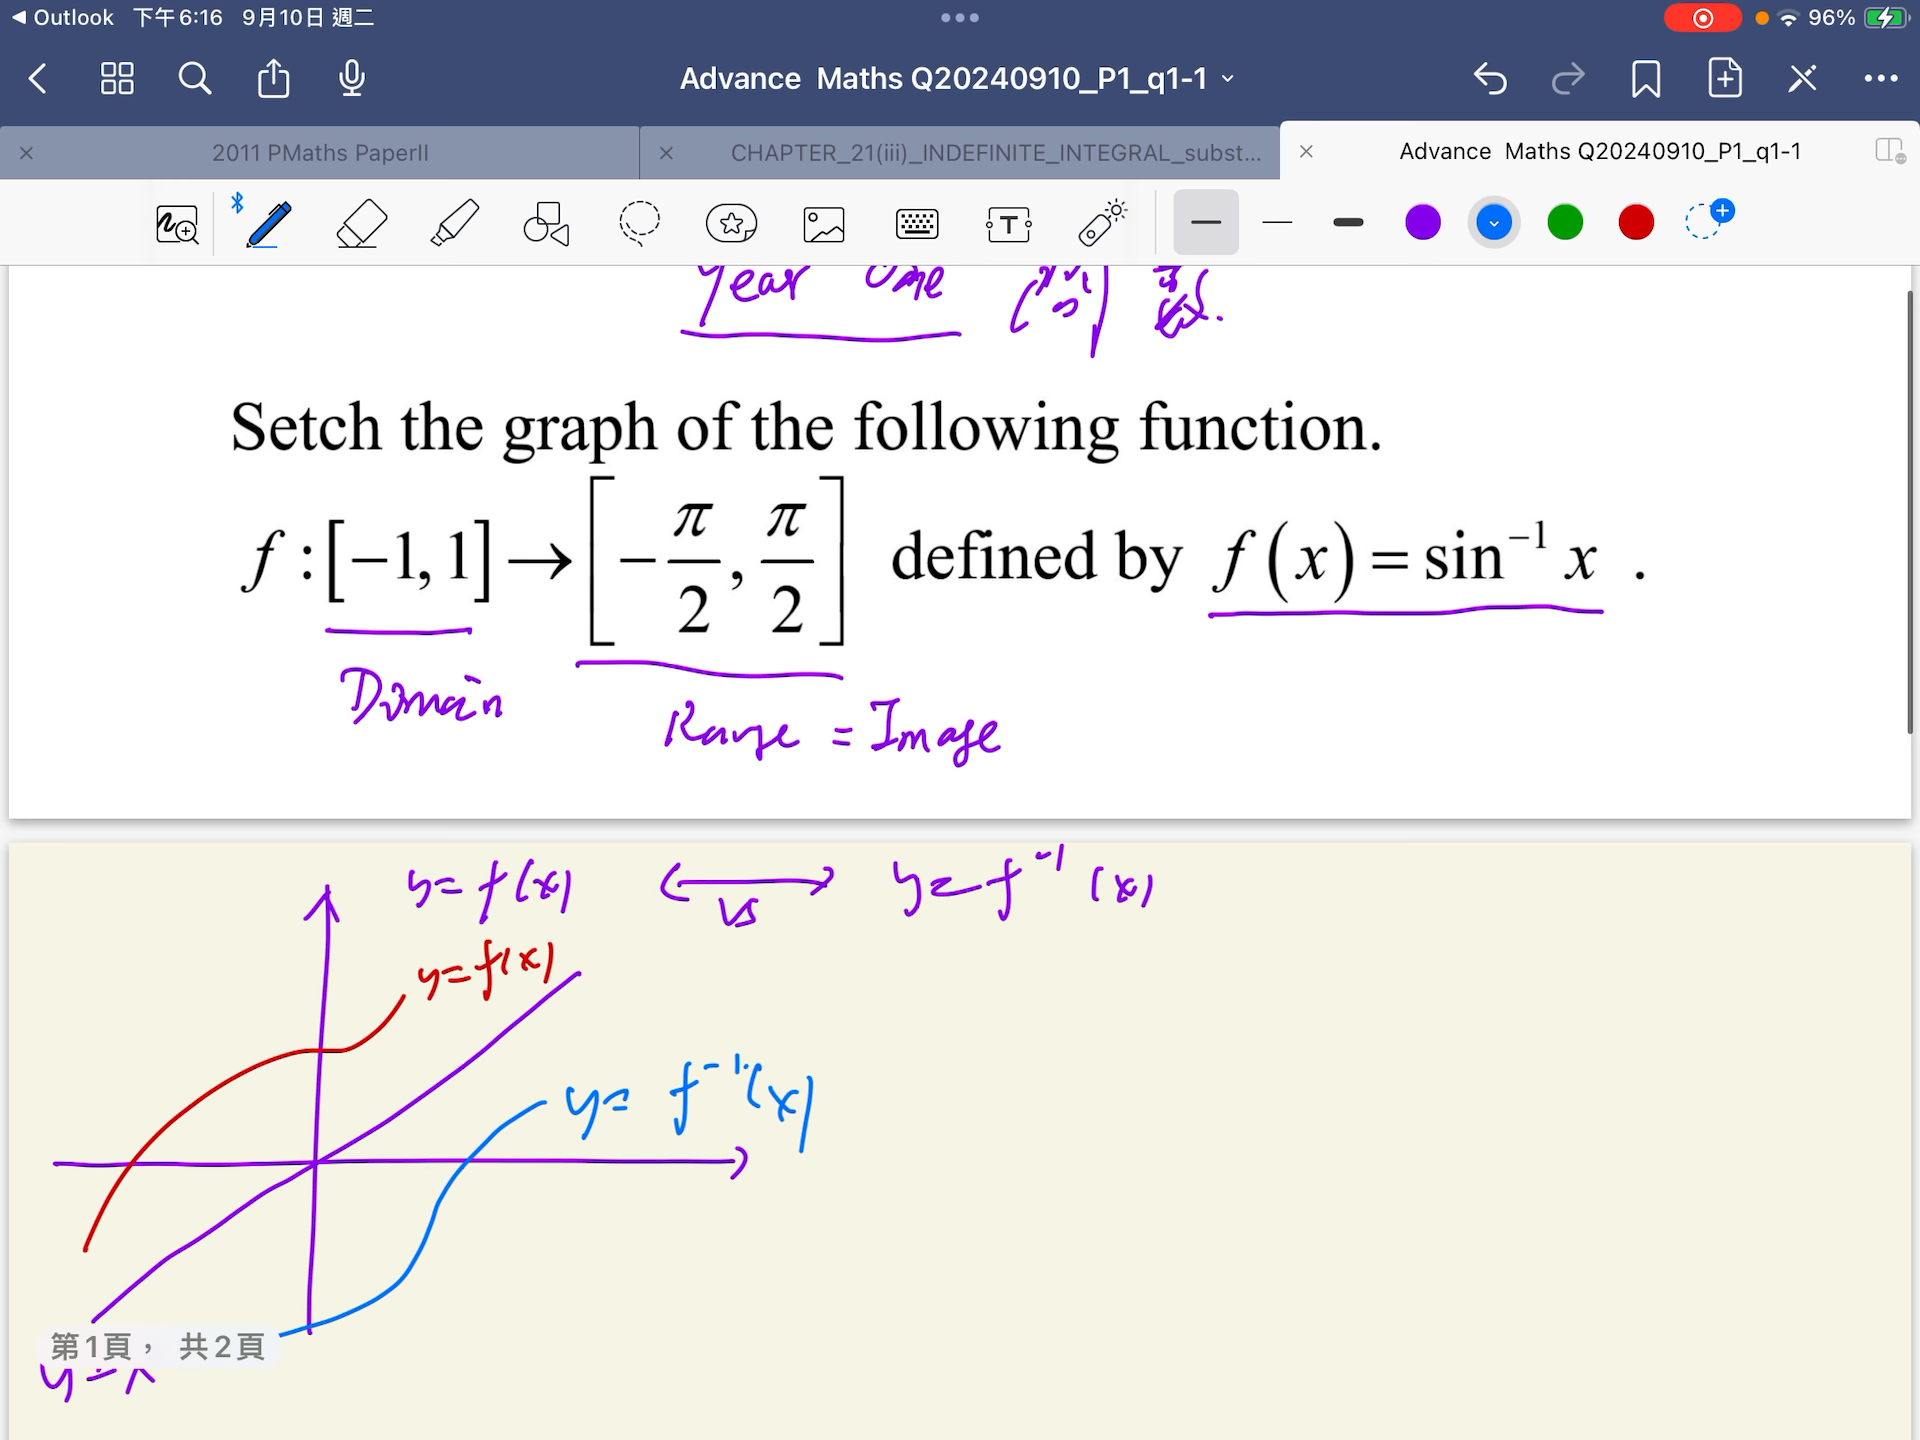 Outlook 下午6:16 9月10日 週二 96%
Advance Maths Q20240910_P1_q1-1
2011 PMaths PaperII
CHAPTER_21(iii)_INDEFINITE_INTEGRAL_subst...
Advance Maths Q20240910_P1_q1-1
Year One
Setch the graph of the following function.
f:[−1,1]→[−π/2, π/2] defined by f(x)=sin⁻¹ x .
Domain
Range = Image
y=f(x) ⟷ vs y=f⁻¹(x)
y=f(x)
y= f⁻¹(x)
第1頁， 共2頁
y=x